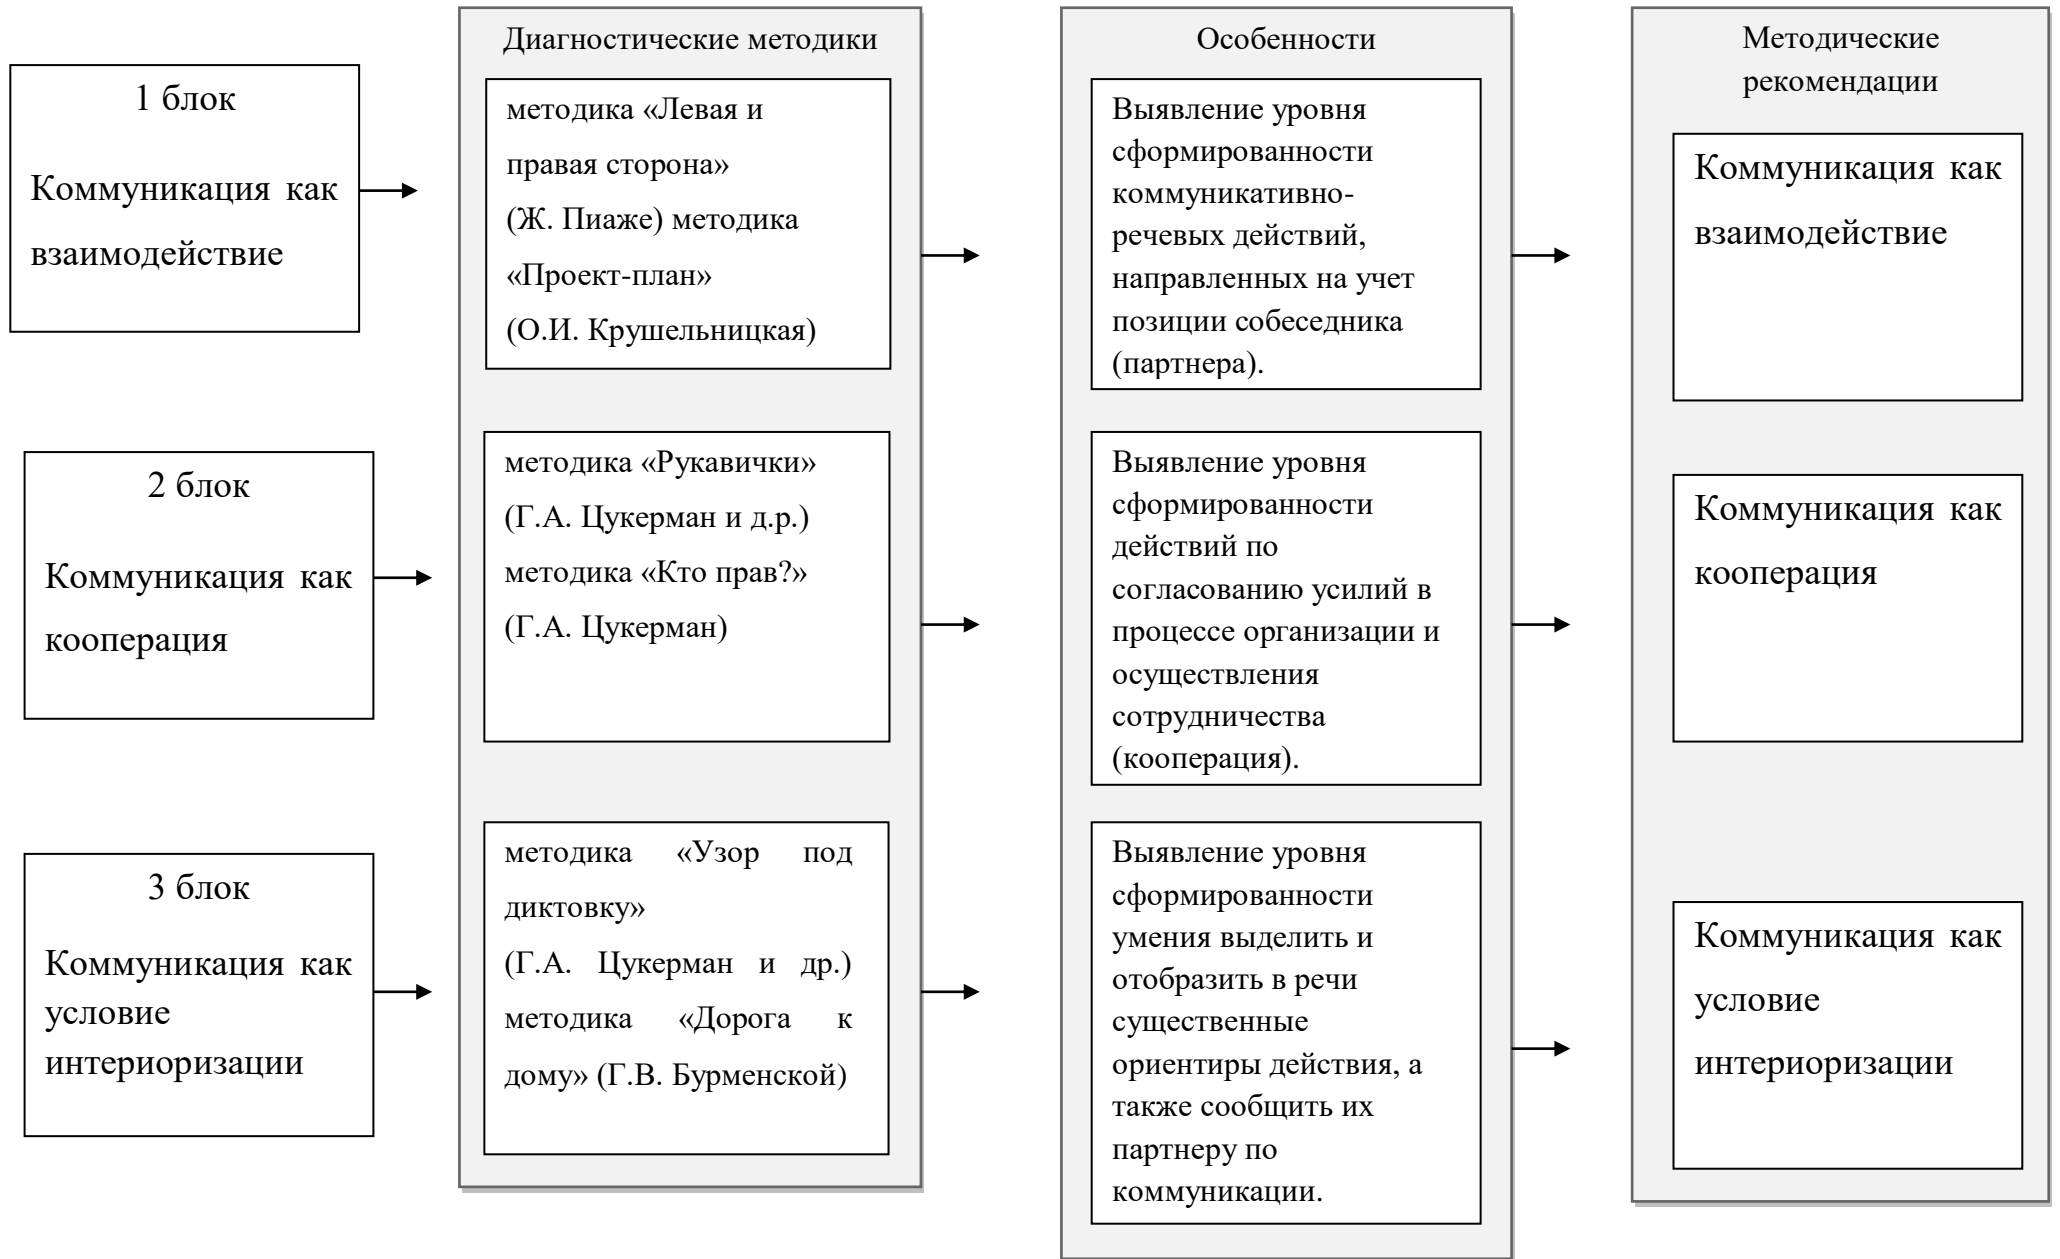 1 блок
Коммуникация как
взаимодействие
2 блок
Коммуникация как
кооперация
3 блок
Коммуникация как
условие
интериоризации
Диагностические методики
методика «Левая и
правая сторона»
(Ж. Пиаже) методика
«Проект-план»
(О.И. Крушельницкая)
методика «Рукавички»
(Г.А. Цукерман и д.р.)
методика «Кто прав?»
(Г.А. Цукерман)
методика «Узор под
диктовку»
(Г.А. Цукерман и др.)
методика «Дорога к
дому» (Г.В. Бурменской)
Особенности
Выявление уровня
сформированности
коммуникативно-
речевых действий,
направленных на учет
позиции собеседника
(партнера).
Выявление уровня
сформированности
действий по
согласованию усилий в
процессе организации и
осуществления
сотрудничества
(кооперация).
Выявление уровня
сформированности
умения выделить и
отобразить в речи
существенные
ориентиры действия, а
также сообщить их
партнеру по
коммуникации.
Методические
рекомендации
Коммуникация как
взаимодействие
Коммуникация как
кооперация
Коммуникация как
условие
интериоризации